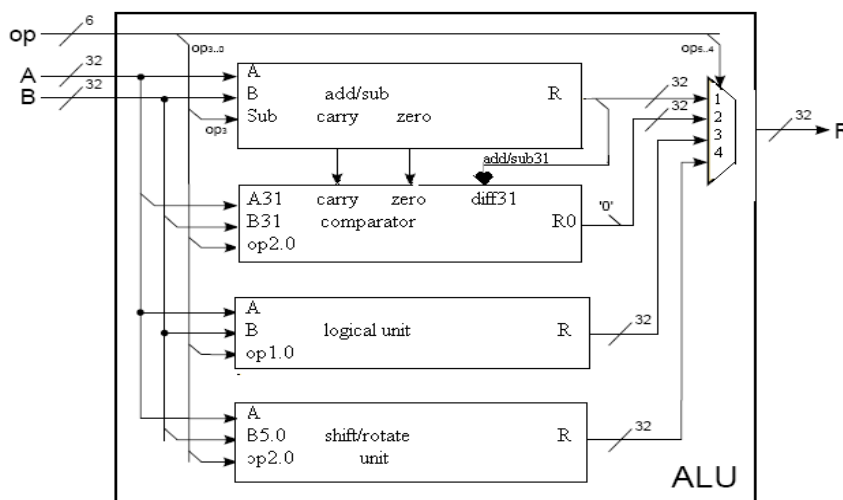 op 6 op3..0 op5..4
A 32
B 32
A
B add/sub R 32
Sub carry zero 32
op3
1
2
3
4
32 R
add/sub31
A31 carry zero diff31
B31 comparator R0 '0'
op2.0
A
B logical unit R 32
op1.0
A
B5.0 shift/rotate R 32
op2.0 unit
ALU